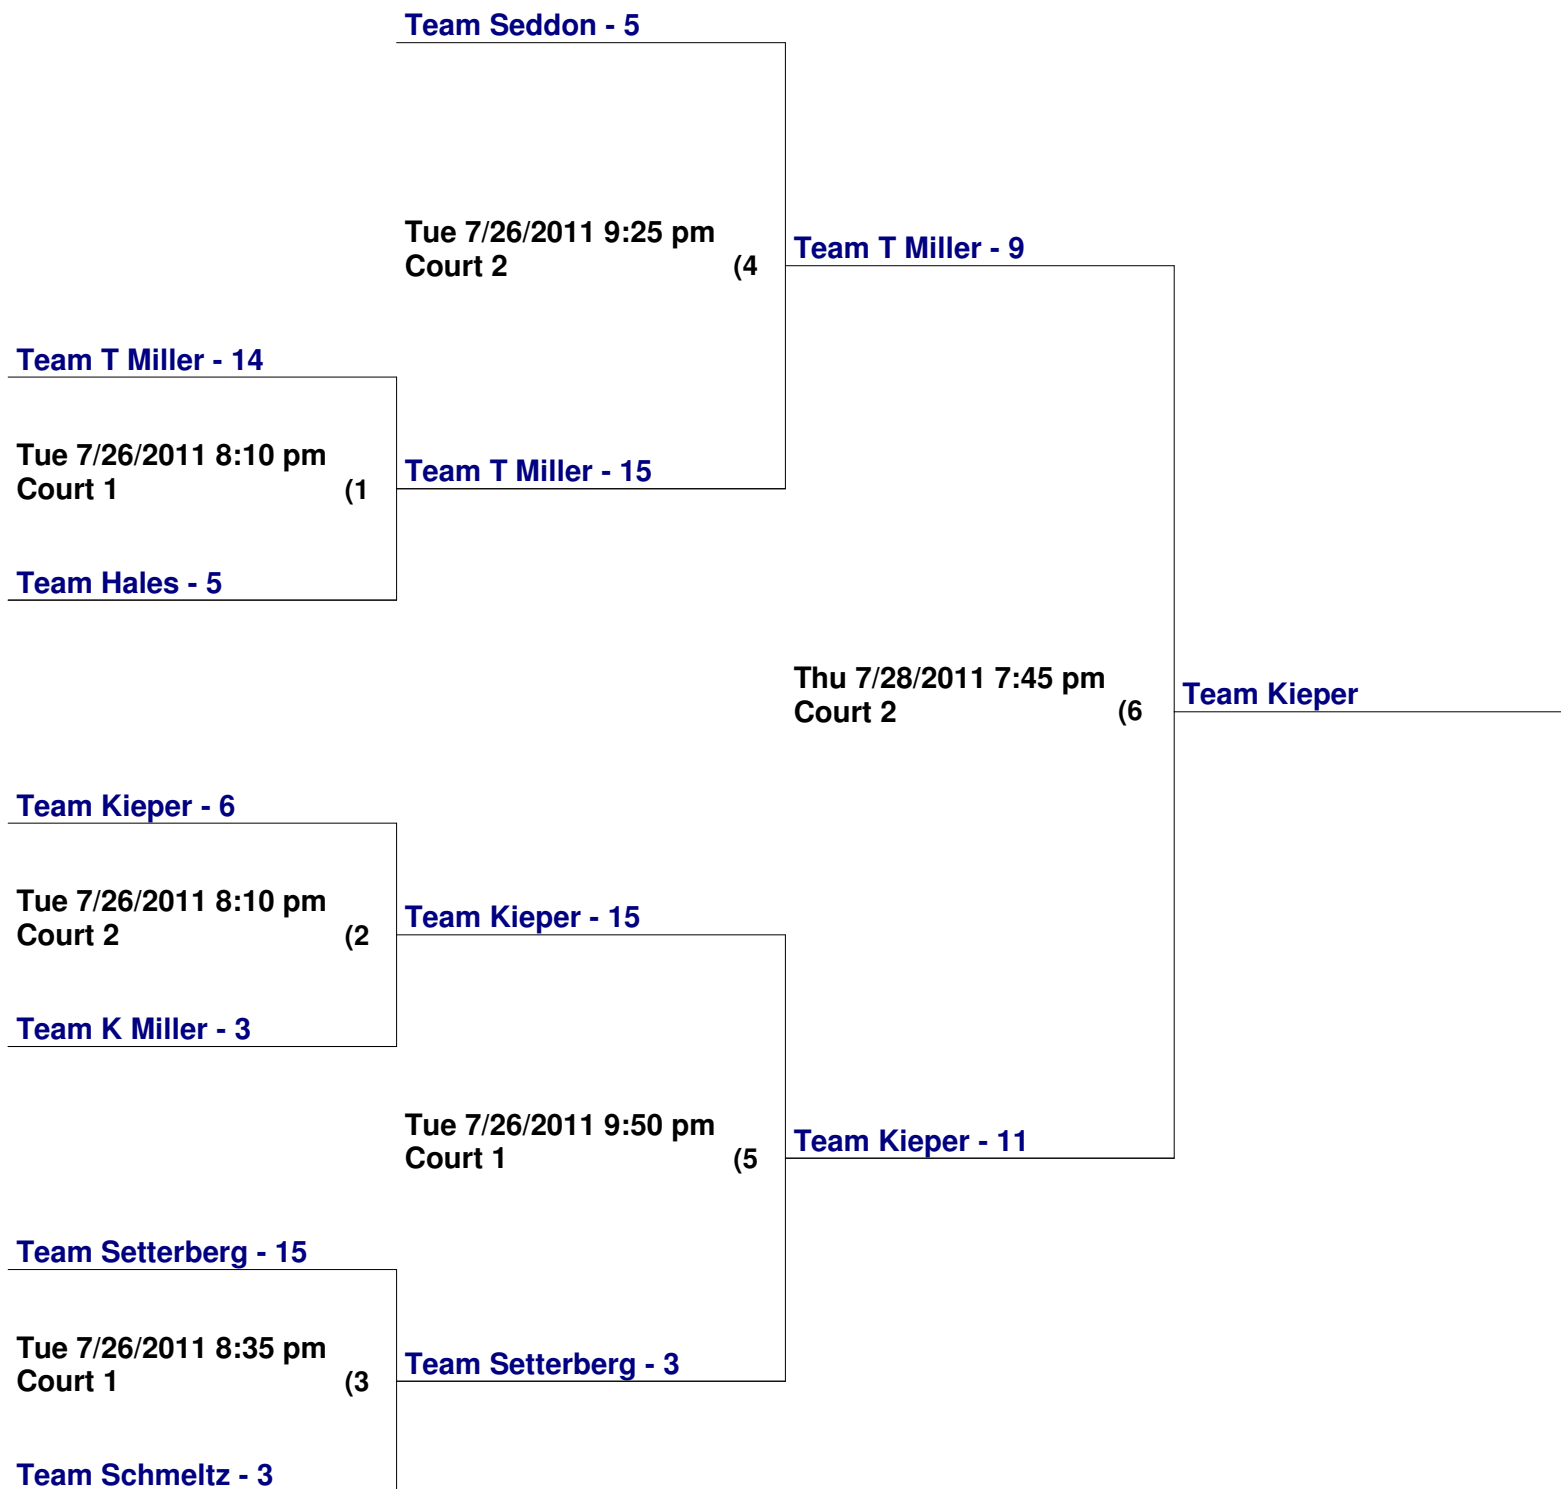 Team Seddon - 5
Tue 7/26/2011 9:25 pm
Court 2 (4
Team T Miller - 9
Team T Miller - 14
Tue 7/26/2011 8:10 pm
Court 1 (1
Team T Miller - 15
Team Hales - 5
Thu 7/28/2011 7:45 pm
Court 2 (6
Team Kieper
Team Kieper - 6
Tue 7/26/2011 8:10 pm
Court 2 (2
Team Kieper - 15
Team K Miller - 3
Tue 7/26/2011 9:50 pm
Court 1 (5
Team Kieper - 11
Team Setterberg - 15
Tue 7/26/2011 8:35 pm
Court 1 (3
Team Setterberg - 3
Team Schmeltz - 3